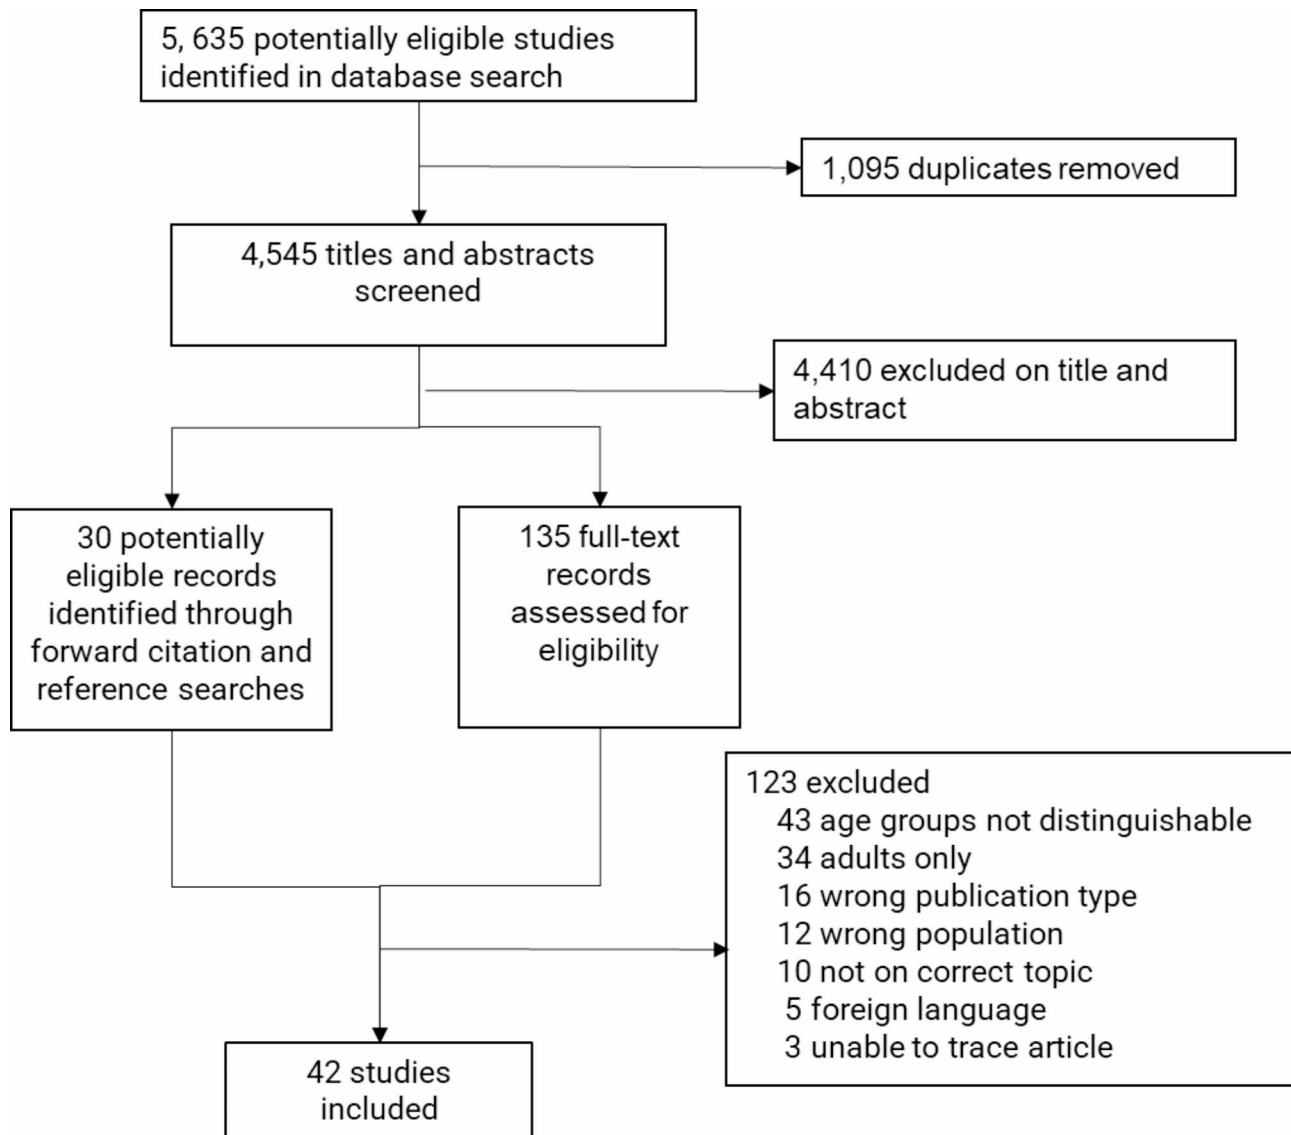 5, 635 potentially eligible studies
identified in database search
1,095 duplicates removed
4,545 titles and abstracts
screened
4,410 excluded on title and
abstract
30 potentially
eligible records
identified through
forward citation and
reference searches
135 full-text
records
assessed for
eligibility
123 excluded
43 age groups not distinguishable
34 adults only
16 wrong publication type
12 wrong population
10 not on correct topic
5 foreign language
3 unable to trace article
42 studies
included